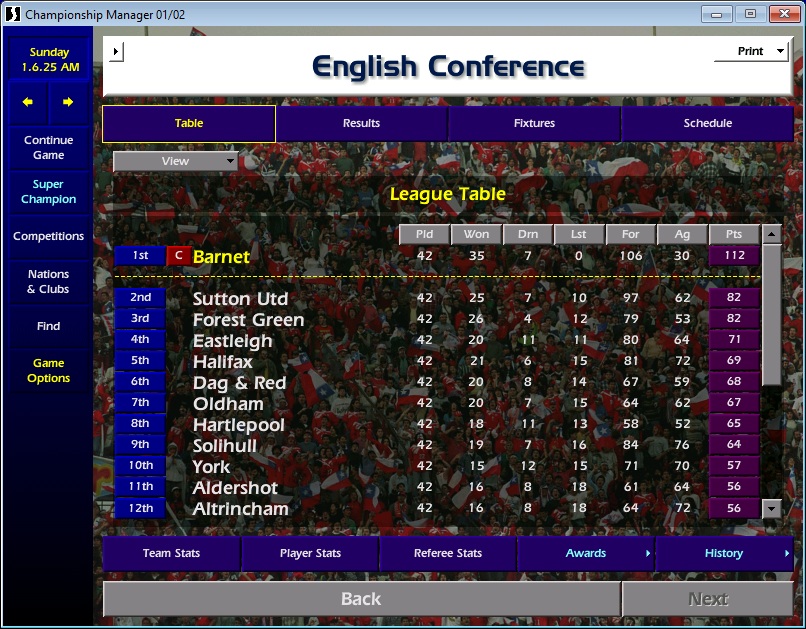 Championship Manager 01/02
Sunday
1.6.25 AM
Continue
Game
Super
Champion
Competitions
Nations
& Clubs
Find
Game
Options
English Conference
Print
Table Results Fixtures Schedule
View
League Table
Pld Won Drn Lst For Ag Pts
1st C Barnet 42 35 7 0 106 30 112
2nd Sutton Utd 42 25 7 10 97 62 82
3rd Forest Green 42 26 4 12 79 53 82
4th Eastleigh 42 20 11 11 80 64 71
5th Halifax 42 21 6 15 81 72 69
6th Dag & Red 42 20 8 14 67 59 68
7th Oldham 42 20 7 15 64 62 67
8th Hartlepool 42 18 11 13 58 52 65
9th Solihull 42 19 7 16 84 76 64
10th York 42 15 12 15 71 70 57
11th Aldershot 42 16 8 18 61 64 56
12th Altrincham 42 16 8 18 64 72 56
Team Stats Player Stats Referee Stats Awards History
Back Next